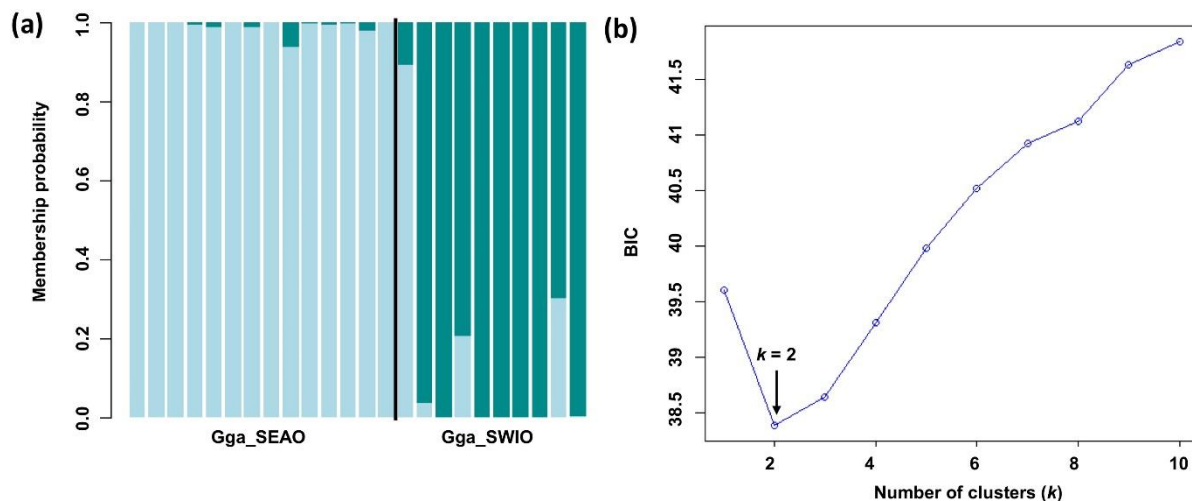 (a)
Membership probability
1.0
0.8
0.6
0.4
0.2
0.0
Gga_SEAO
Gga_SWIO
(b)
BIC
41.5
41
40.5
40
39.5
39
38.5
k = 2
2
4
6
8
10
Number of clusters (k)